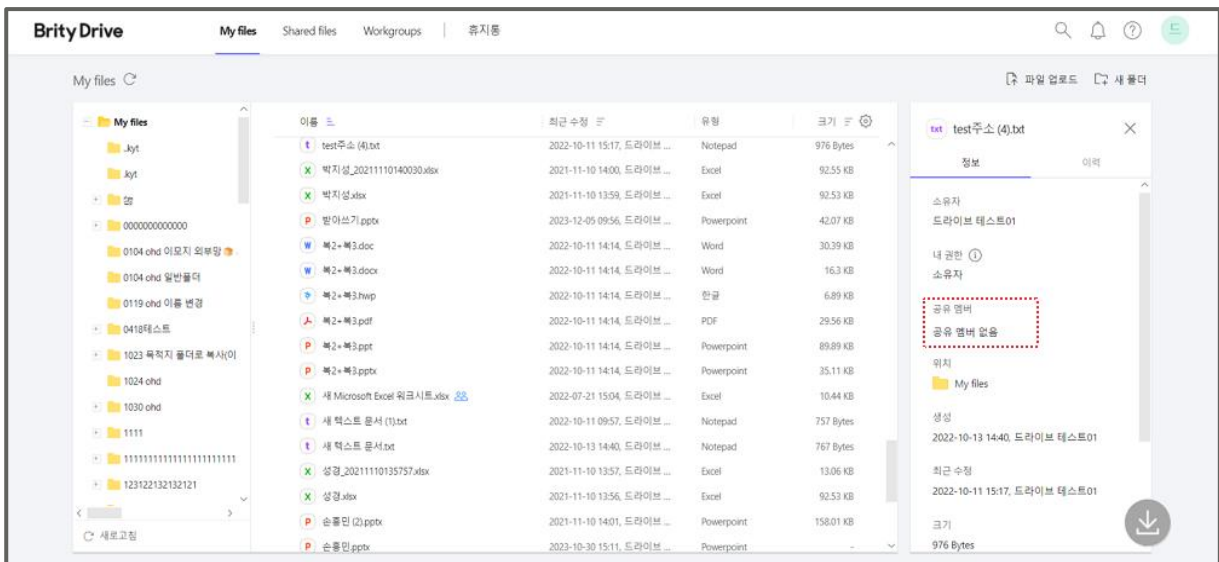 Brity Drive My files Shared files Workgroups 휴지통 드
My files 파일 업로드 새 폴더
My files
.kyt
.kyt
0000000000000
0104 ohd 이모지 외부망
0104 ohd 일반폴더
0119 ohd 이름 변경
0418테스트
1023 목적지 폴더로 복사(이
1024 ohd
1030 ohd
1111
1111111111111111111111
123122132132121
새로고침
이름 최근 수정 유형 크기
test주소 (4).txt 2022-10-11 15:17, 드라이브 ... Notepad 976 Bytes
박지성_20211110140030.xlsx 2021-11-10 14:00, 드라이브 ... Excel 92.55 KB
박지성.xlsx 2021-11-10 13:59, 드라이브 ... Excel 92.53 KB
받아쓰기.pptx 2023-12-05 09:56, 드라이브 ... Powerpoint 42.07 KB
복2+복3.doc 2022-10-11 14:14, 드라이브 ... Word 30.39 KB
복2+복3.docx 2022-10-11 14:14, 드라이브 ... Word 16.3 KB
복2+복3.hwp 2022-10-11 14:14, 드라이브 ... 한글 6.89 KB
복2+복3.pdf 2022-10-11 14:14, 드라이브 ... PDF 29.56 KB
복2+복3.ppt 2022-10-11 14:14, 드라이브 ... Powerpoint 89.89 KB
복2+복3.pptx 2022-10-11 14:14, 드라이브 ... Powerpoint 35.11 KB
새 Microsoft Excel 워크시트.xlsx 2022-07-21 15:04, 드라이브 ... Excel 10.44 KB
새 텍스트 문서 (1).txt 2022-10-11 09:57, 드라이브 ... Notepad 757 Bytes
새 텍스트 문서.txt 2022-10-13 14:40, 드라이브 ... Notepad 767 Bytes
성경_20211110135757.xlsx 2021-11-10 13:57, 드라이브 ... Excel 13.06 KB
성경.xlsx 2021-11-10 13:56, 드라이브 ... Excel 92.53 KB
손흥민 (2).pptx 2021-11-10 14:01, 드라이브 ... Powerpoint 158.01 KB
손흥민.pptx 2023-10-30 15:11, 드라이브 ... Powerpoint -
txt test주소 (4).txt
정보 이력
소유자
드라이브 테스트01
내 권한
소유자
공유 멤버
공유 멤버 없음
위치
My files
생성
2022-10-13 14:40, 드라이브 테스트01
최근 수정
2022-10-11 15:17, 드라이브 테스트01
크기
976 Bytes